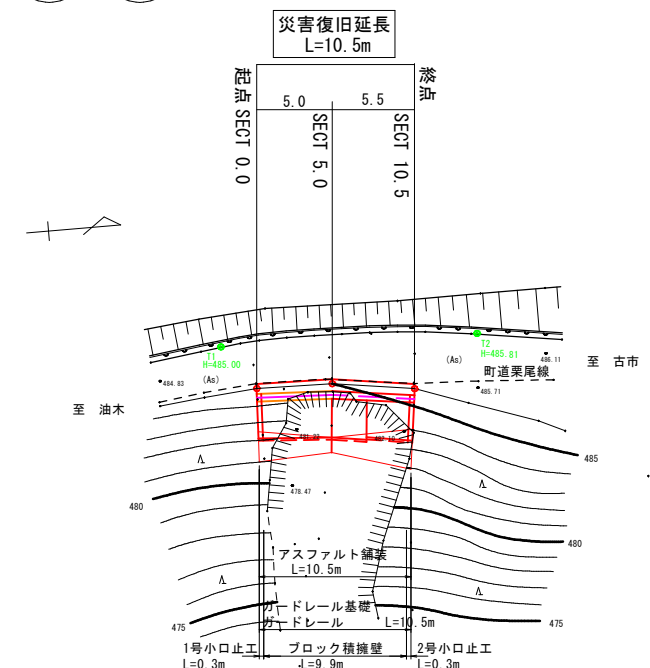 災害復旧延長
L=10.5m
起点 SECT 0.0
SECT 5.0
終点
SECT 10.5
5.0
5.5
T1
H=485.00
T2
H=485.81
(As)
(As)
484.83
486.11
485.71
町道栗尾線
至 古市
至 油木
478.47
485
480
480
475
475
アスファルト舗装
L=10.5m
ガードレール基礎
ガードレール L=10.5m
1号小口止工
L=0.3m
ブロック積擁壁
L=9.9m
2号小口止工
L=0.3m